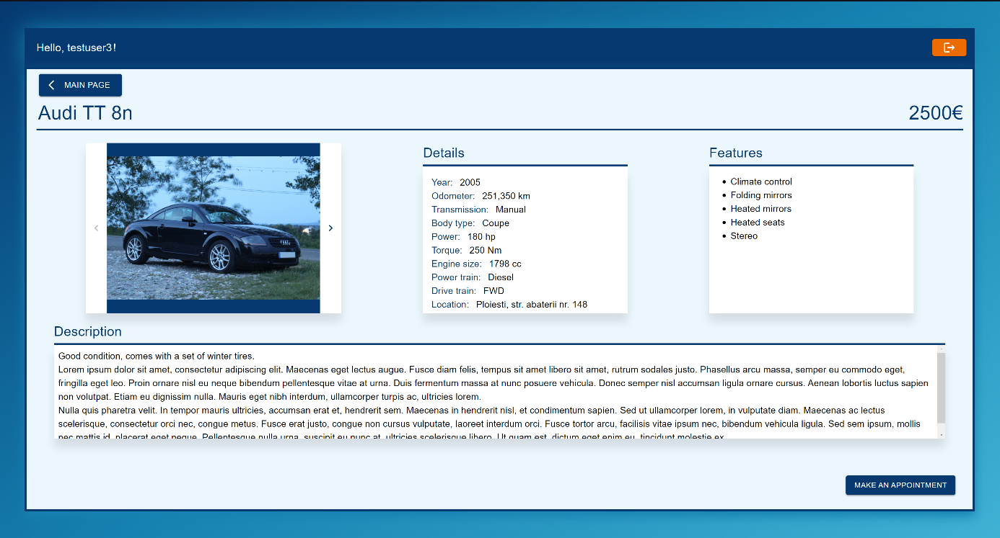 Hello, testuser3!
MAIN PAGE
Audi TT 8n
2500€
Details
Year: 2005
Odometer: 251,350 km
Transmission: Manual
Body type: Coupe
Power: 180 hp
Torque: 250 Nm
Engine size: 1798 cc
Power train: Diesel
Drive train: FWD
Location: Ploiesti, str. abaterii nr. 148
Features
Climate control
Folding mirrors
Heated mirrors
Heated seats
Stereo
Description
Good condition, comes with a set of winter tires.
Lorem ipsum dolor sit amet, consectetur adipiscing elit. Maecenas eget lectus augue. Fusce diam felis, tempus sit amet libero sit amet, rutrum sodales justo. Phasellus arcu massa, semper eu commodo eget,
fringilla eget leo. Proin ornare nisl eu neque bibendum pellentesque vitae at urna. Duis fermentum massa at nunc posuere vehicula. Donec semper nisl accumsan ligula ornare cursus. Aenean lobortis luctus sapien
non volutpat. Etiam eu dignissim nulla. Mauris eget nibh interdum, ullamcorper turpis ac, ultricies lorem.
Nulla quis pharetra velit. In tempor mauris ultricies, accumsan erat et, hendrerit sem. Maecenas in hendrerit nisl, et condimentum sapien. Sed ut ullamcorper lorem, in vulputate diam. Maecenas ac lectus
scelerisque, consectetur orci nec, congue metus. Fusce erat justo, congue non cursus vulputate, laoreet interdum orci. Fusce tortor arcu, facilisis vitae ipsum nec, bibendum vehicula ligula. Sed sem ipsum, mollis
nec mattis id, placerat eget neque. Pellentesque nulla urna, suscipit eu nunc at, ultricies scelerisque libero. Ut quam est, dictum eget enim eu, tincidunt molestie ex.
MAKE AN APPOINTMENT